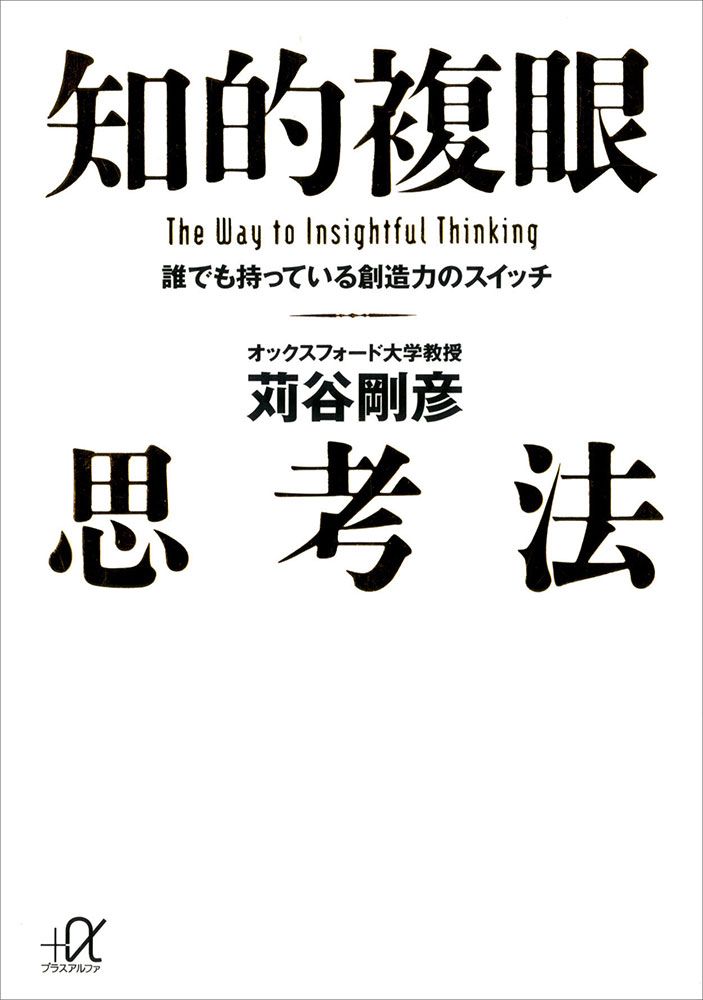 知的複眼
The Way to Insightful Thinking
誰でも持っている創造力のスイッチ
オックスフォード大学教授
苅谷剛彦
思考法
+α
プラスアルファ